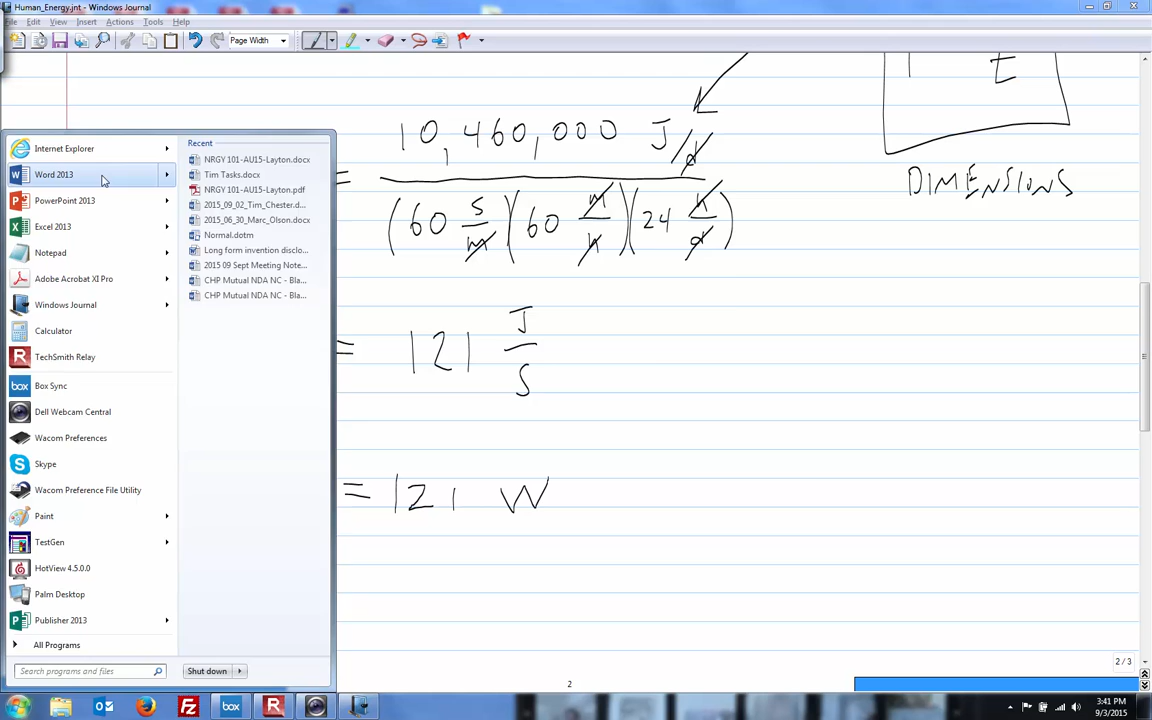 Human_Energy.jnt - Windows Journal
File Edit View Insert Actions Tools Help
Page Width
t
10,460,000 J/d
=
(60 s/m)(60 m/h)(24 h/d)
DIMENSIONS
= 121 J/s
= 121 W
Internet Explorer
Word 2013
PowerPoint 2013
Excel 2013
Notepad
Adobe Acrobat XI Pro
Windows Journal
Calculator
TechSmith Relay
Box Sync
Dell Webcam Central
Wacom Preferences
Skype
Wacom Preference File Utility
Paint
TestGen
HotView 4.5.0.0
Palm Desktop
Publisher 2013
All Programs
Search programs and files
Recent
NRGY 101-AU15-Layton.docx
Tim Tasks.docx
NRGY 101-AU15-Layton.pdf
2015_09_02_Tim_Chester.d...
2015_06_30_Marc_Olson.docx
Normal.dotm
Long form invention disclo...
2015 09 Sept Meeting Note...
CHP Mutual NDA NC - Bla...
CHP Mutual NDA NC - Bla...
Shut down
2 / 3
2
3:41 PM
9/3/2015